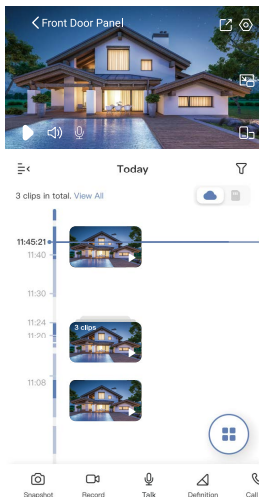 Front Door Panel
Today
3 clips in total. View All
11:45:21
11:40
11:30
11:24
3 clips
11:20
11:08
Snapshot
Record
Talk
Definition
Call